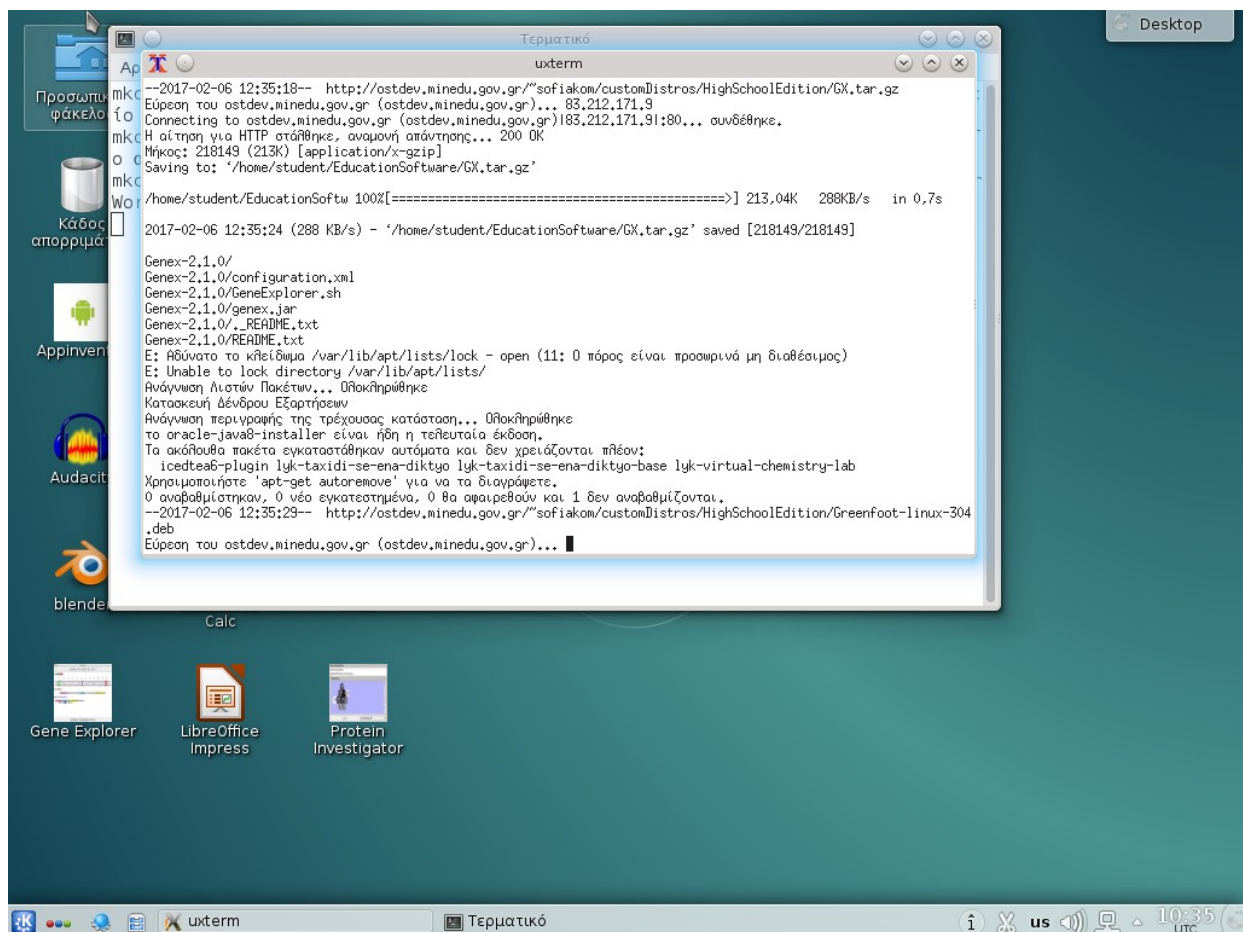 Desktop
Τερματικό
uxterm
--2017-02-06 12:35:18-- http://ostdev.minedu.gov.gr/~sofiakom/customDistros/HighSchoolEdition/GX.tar.gz
Εύρεση του ostdev.minedu.gov.gr (ostdev.minedu.gov.gr)... 83.212.171.9
Connecting to ostdev.minedu.gov.gr (ostdev.minedu.gov.gr)|83.212.171.9|:80... συνδέθηκε.
Η αίτηση για HTTP στάλθηκε, αναμονή απάντησης... 200 OK
Μήκος: 218149 (213K) [application/x-gzip]
Saving to: ‘/home/student/EducationSoftware/GX.tar.gz’
/home/student/EducationSoftw 100%[==============================================>] 213,04K 288KB/s in 0,7s
2017-02-06 12:35:24 (288 KB/s) - ‘/home/student/EducationSoftware/GX.tar.gz’ saved [218149/218149]
Genex-2.1.0/
Genex-2.1.0/configuration.xml
Genex-2.1.0/GeneExplorer.sh
Genex-2.1.0/genex.jar
Genex-2.1.0/._README.txt
Genex-2.1.0/README.txt
E: Αδύνατο το κλείδωμα /var/lib/apt/lists/lock - open (11: Ο πόρος είναι προσωρινά μη διαθέσιμος)
E: Unable to lock directory /var/lib/apt/lists/
Ανάγνωση Λιστών Πακέτων... Ολοκληρώθηκε
Κατασκευή Δένδρου Εξαρτήσεων
Ανάγνωση περιγραφής της τρέχουσας κατάσταση... Ολοκληρώθηκε
το oracle-java8-installer είναι ήδη η τελευταία έκδοση.
Τα ακόλουθα πακέτα εγκαταστάθηκαν αυτόματα και δεν χρειάζονται πλέον:
icedtea6-plugin lyk-taxidi-se-ena-diktyo lyk-taxidi-se-ena-diktyo-base lyk-virtual-chemistry-lab
Χρησιμοποιήστε 'apt-get autoremove' για να τα διαγράψετε.
0 αναβαθμίστηκαν, 0 νέο εγκατεστημένα, 0 θα αφαιρεθούν και 1 δεν αναβαθμίζονται.
--2017-02-06 12:35:29-- http://ostdev.minedu.gov.gr/~sofiakom/customDistros/HighSchoolEdition/Greenfoot-linux-304
.deb
Εύρεση του ostdev.minedu.gov.gr (ostdev.minedu.gov.gr)...
Κάδος
Calc
Gene Explorer
LibreOffice
Impress
Protein
Investigator
uxterm
Τερματικό
us
10:35
UTC